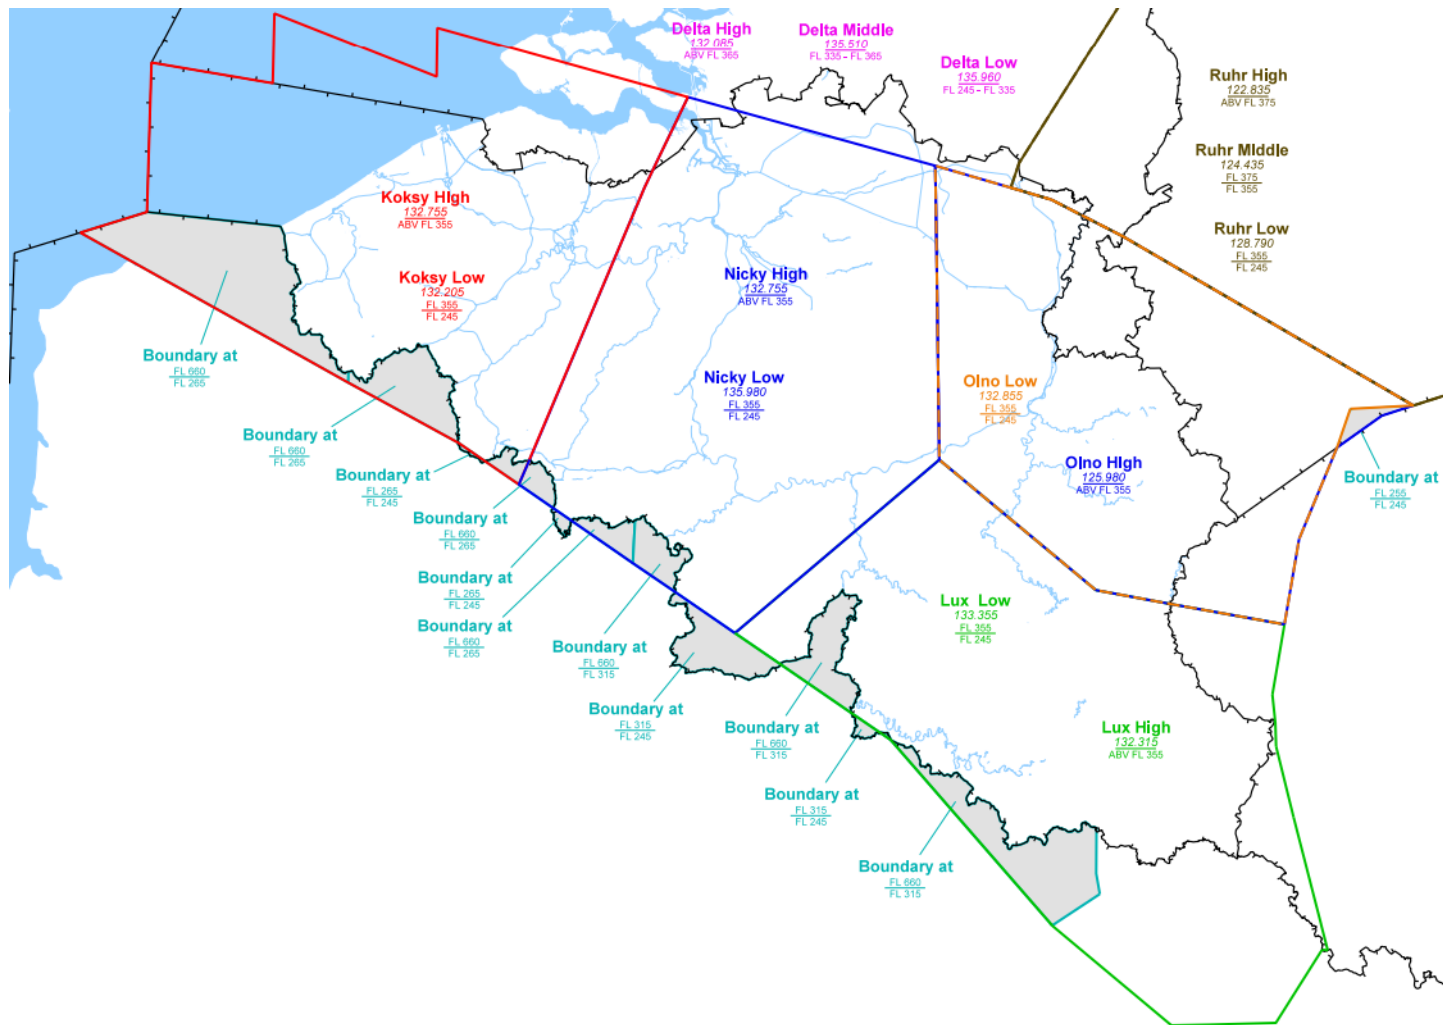 Delta High
132.085
ABV FL 365
Delta Middle
135.510
FL 335 - FL 365
Delta Low
135.960
FL 245 - FL 335
Ruhr High
122.835
ABV FL 375
Ruhr Middle
124.435
FL 375
FL 355
Ruhr Low
128.790
FL 355
FL 245
Koksy High
132.755
ABV FL 355
Koksy Low
132.205
FL 355
FL 245
Nicky High
132.755
ABV FL 355
Nicky Low
135.980
FL 355
FL 245
Olno Low
132.855
FL 355
FL 245
Olno High
125.980
ABV FL 355
Lux Low
133.355
FL 355
FL 245
Lux High
132.315
ABV FL 355
Boundary at
FL 660
FL 265
Boundary at
FL 660
FL 265
Boundary at
FL 265
FL 245
Boundary at
FL 660
FL 265
Boundary at
FL 265
FL 245
Boundary at
FL 660
FL 265
Boundary at
FL 660
FL 315
Boundary at
FL 315
FL 245
Boundary at
FL 660
FL 315
Boundary at
FL 315
FL 245
Boundary at
FL 660
FL 315
Boundary at
FL 255
FL 245